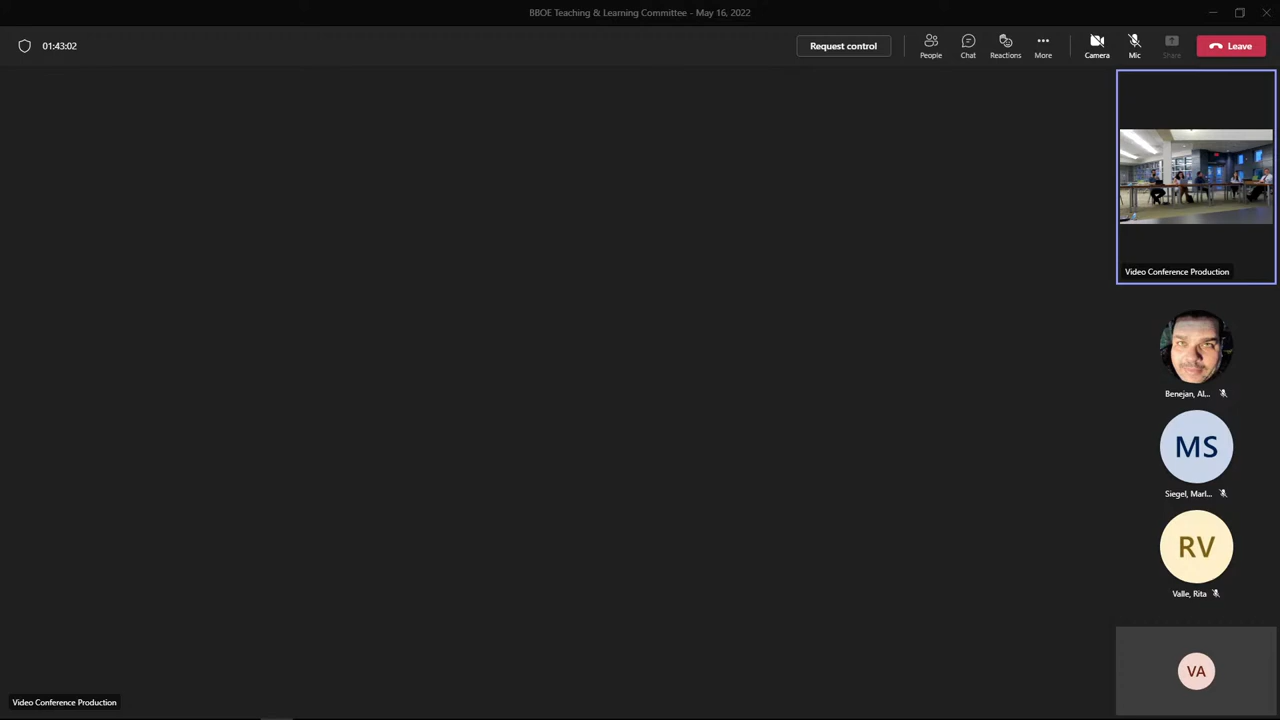 BBOE Teaching & Learning Committee - May 16, 2022
01:43:02
Request control
People
Chat
Reactions
More
Camera
Mic
Share
Leave
Video Conference Production
Benejan, Al...
MS
Siegel, Marl...
RV
Valle, Rita
VA
Video Conference Production